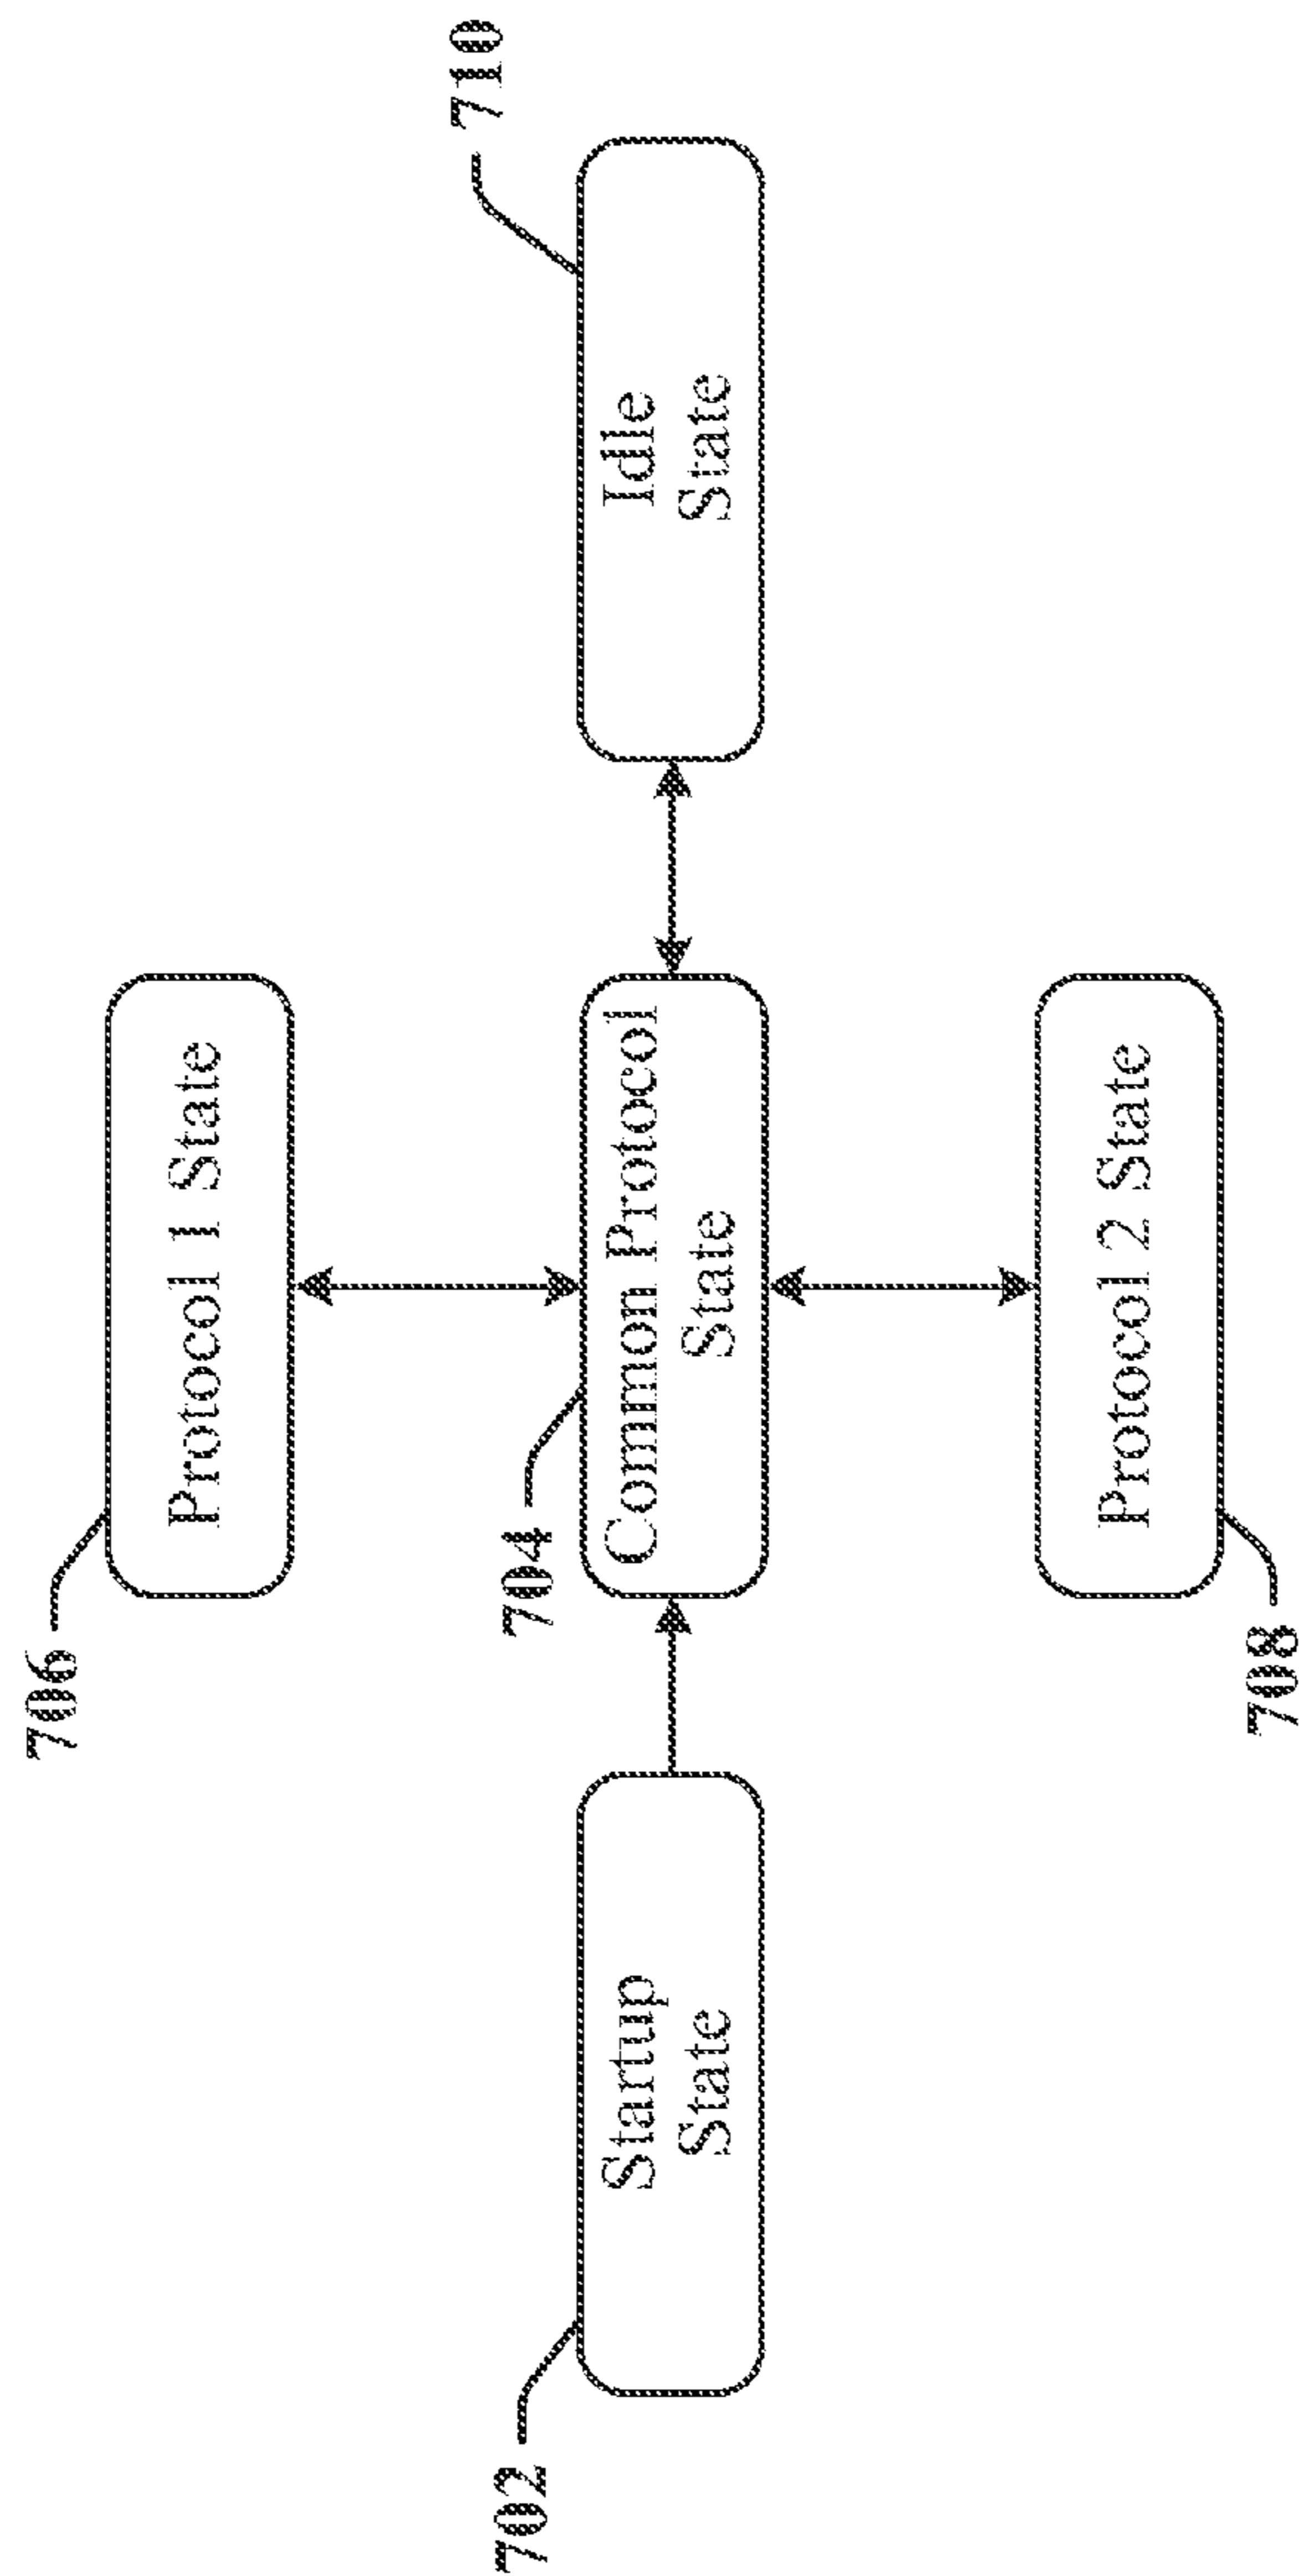 706
Protocol 1 State
710
704
702
Startup
State
Common Protocol
State
Idle
State
Protocol 2 State
708